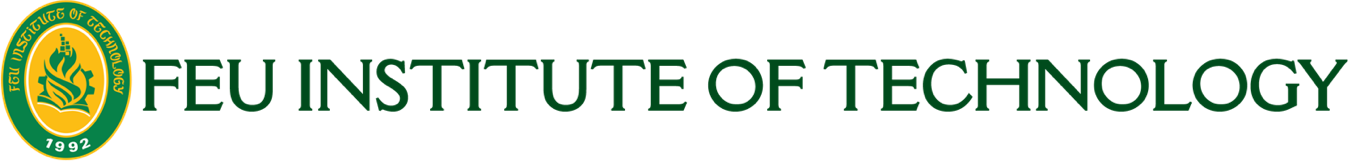 FEU INSTITUTE OF TECHNOLOGY
1992
FEU INSTITUTE OF TECHNOLOGY